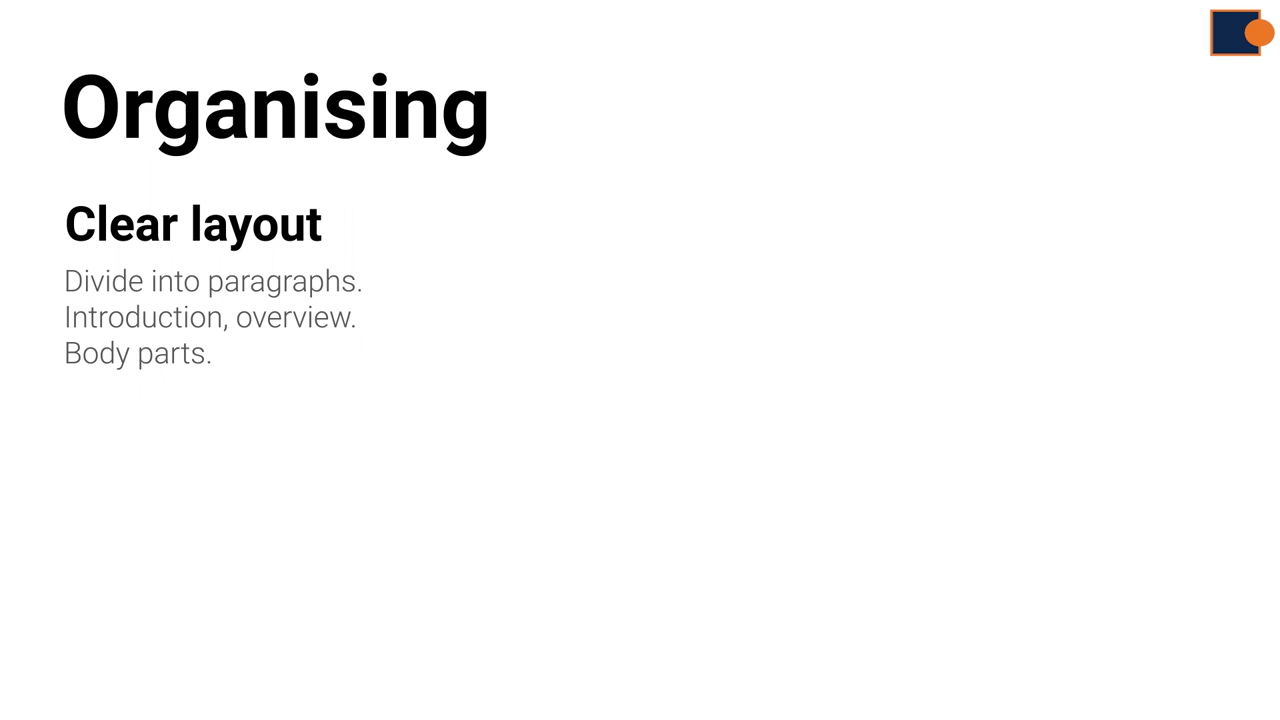 Organising
Clear layout
Divide into paragraphs.
Introduction, overview.
Body parts.